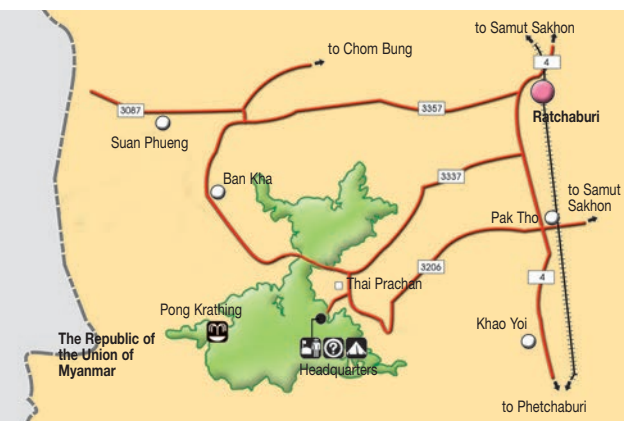 to Samut Sakhon
to Chom Bung
4
3087
3357
Ratchaburi
Suan Phueng
3337
Ban Kha
to Samut
Sakhon
Pak Tho
3206
4
Thai Prachan
Pong Krathing
Khao Yoi
The Republic of
the Union of
Myanmar
?
Headquarters
to Phetchaburi